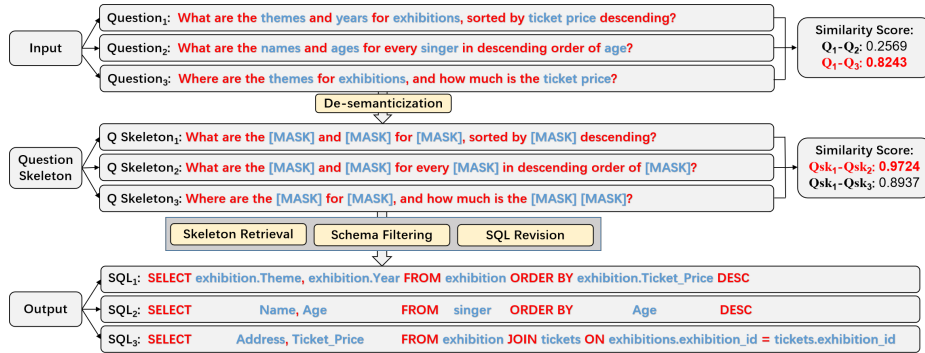 Input
Question₁: What are the themes and years for exhibitions, sorted by ticket price descending?
Question₂: What are the names and ages for every singer in descending order of age?
Question₃: Where are the themes for exhibitions, and how much is the ticket price?
Similarity Score:
Q₁-Q₂: 0.2569
Q₁-Q₃: 0.8243
De-semanticization
Question
Skeleton
Q Skeleton₁: What are the [MASK] and [MASK] for [MASK], sorted by [MASK] descending?
Q Skeleton₂: What are the [MASK] and [MASK] for every [MASK] in descending order of [MASK]?
Q Skeleton₃: Where are the [MASK] for [MASK], and how much is the [MASK] [MASK]?
Similarity Score:
Qsk₁-Qsk₂: 0.9724
Qsk₁-Qsk₃: 0.8937
Skeleton Retrieval
Schema Filtering
SQL Revision
Output
SQL₁: SELECT exhibition.Theme, exhibition.Year FROM exhibition ORDER BY exhibition.Ticket_Price DESC
SQL₂: SELECT Name, Age FROM singer ORDER BY Age DESC
SQL₃: SELECT Address, Ticket_Price FROM exhibition JOIN tickets ON exhibitions.exhibition_id = tickets.exhibition_id